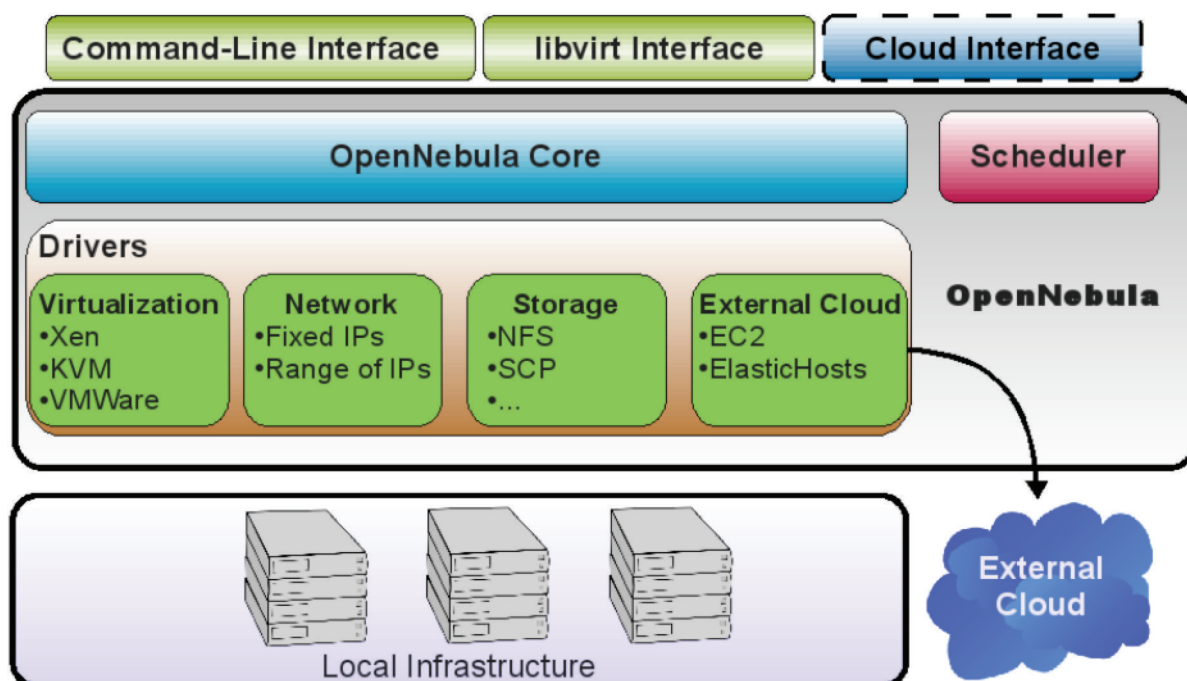 Command-Line Interface
libvirt Interface
Cloud Interface
OpenNebula Core
Scheduler
Drivers
Virtualization
•Xen
•KVM
•VMWare
Network
•Fixed IPs
•Range of IPs
Storage
•NFS
•SCP
•...
External Cloud
•EC2
•ElasticHosts
OpenNebula
Local Infrastructure
External
Cloud